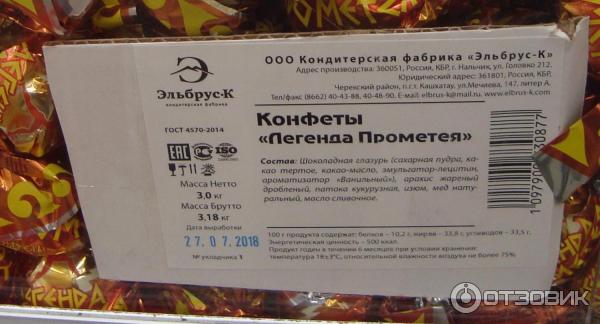 ООО Кондитерская фабрика «Эльбрус-К»
Адрес производства: 360051, Россия, КБР, г. Нальчик, ул. Головко 212.
Юридический адрес: 361801, Россия, КБР,
Черекский район, г.п. Кашхатау, ул.Мечиева, 147, литер А.
Тел/факс (8662) 40-43-88, 40-48-90. E-mail: elbrus-k@mail.ru www.elbrus-k.com
Эльбрус-К
кондитерская фабрика
ГОСТ 4570-2014
EAC
РСТ
ISO
Масса Нетто
3,0 кг
Масса Брутто
3,18 кг
Дата выработки
27.07.2018
№ укладчика 1
Конфеты
«Легенда Прометея»
Состав: Шоколадная глазурь (сахарная пудра, ка-
као тертое, какао-масло, эмульгатор-лецитин,
ароматизатор «Ванильный»), арахис жареный
дробленый, патока кукурузная, изюм, мед нату-
ральный, масло сливочное.
100 г продукта содержат: белков – 10,2 г, жиров – 33,8 г, углеводов – 33,5 г.
Энергетическая ценность – 500 ккал.
Продукт годен в течении 6 месяцев при условии хранения:
температура 18±3°С, относительной влажности воздуха не более 75%
ОТЗОВИК